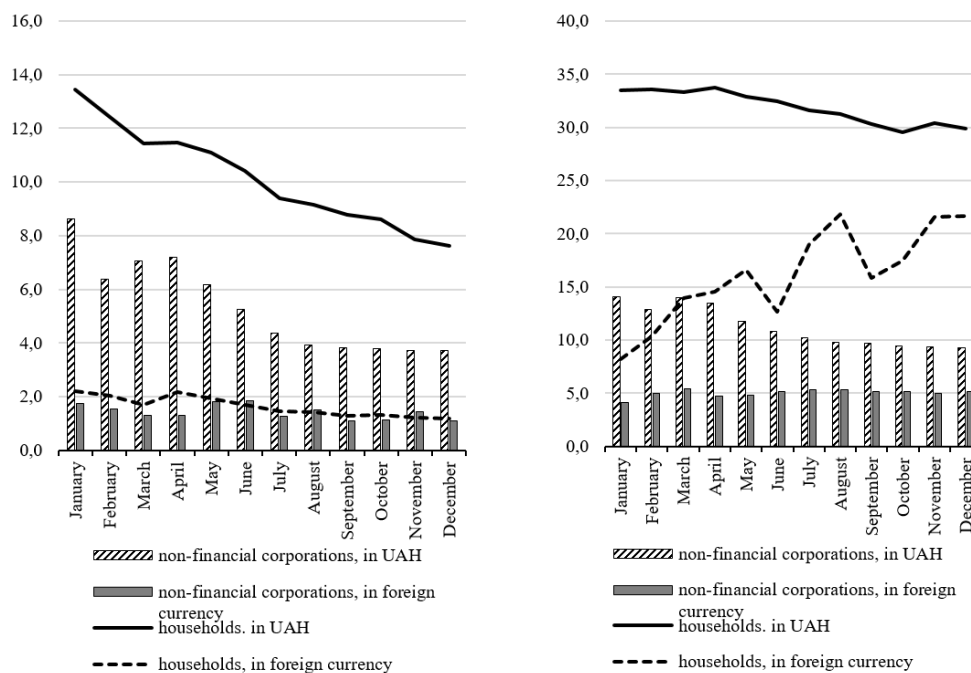 16,0
14,0
12,0
10,0
8,0
6,0
4,0
2,0
0,0
January
February
March
April
May
June
July
August
September
October
November
December
non-financial corporations, in UAH
non-financial corporations, in foreign
currency
households. in UAH
households, in foreign currency
40,0
35,0
30,0
25,0
20,0
15,0
10,0
5,0
0,0
January
February
March
April
May
June
July
August
September
October
November
December
non-financial corporations, in UAH
non-financial corporations, in foreign
currency
households. in UAH
households, in foreign currency